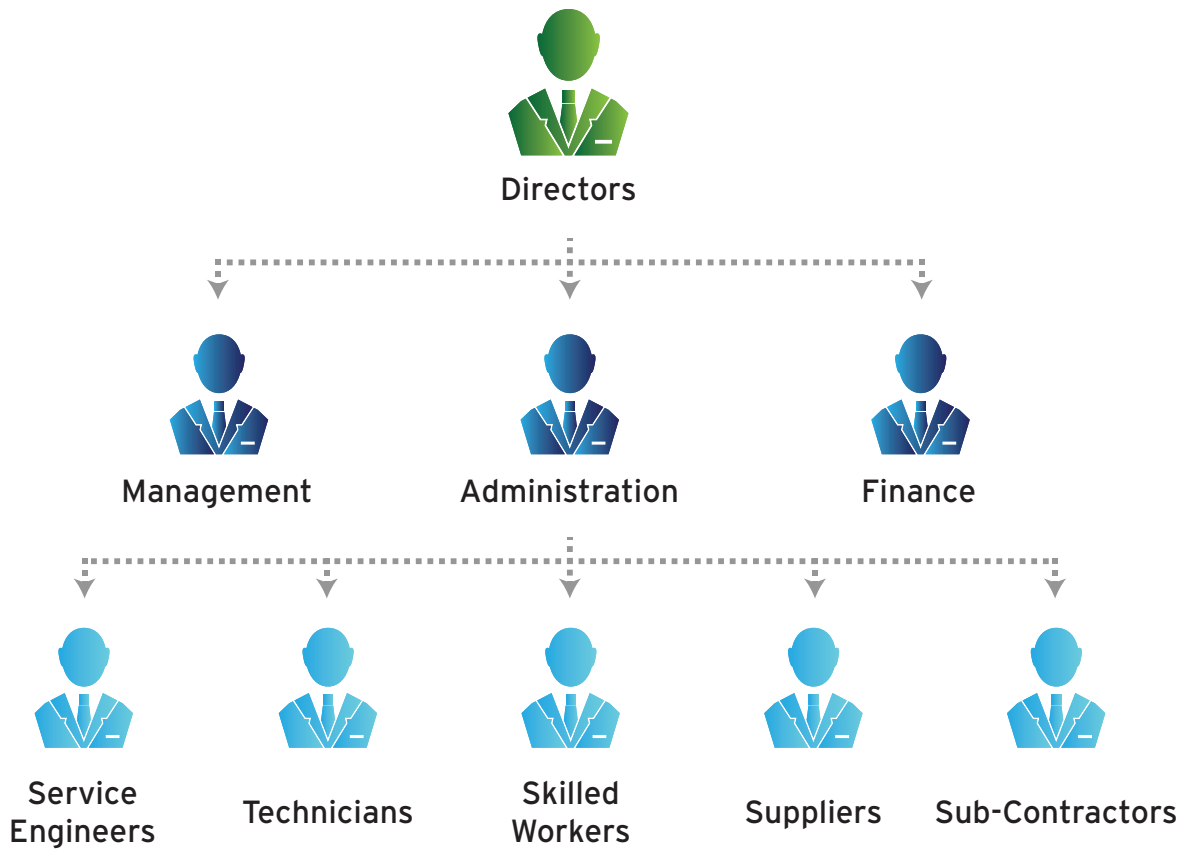 Directors
Management
Administration
Finance
Service
Engineers
Technicians
Skilled
Workers
Suppliers
Sub-Contractors